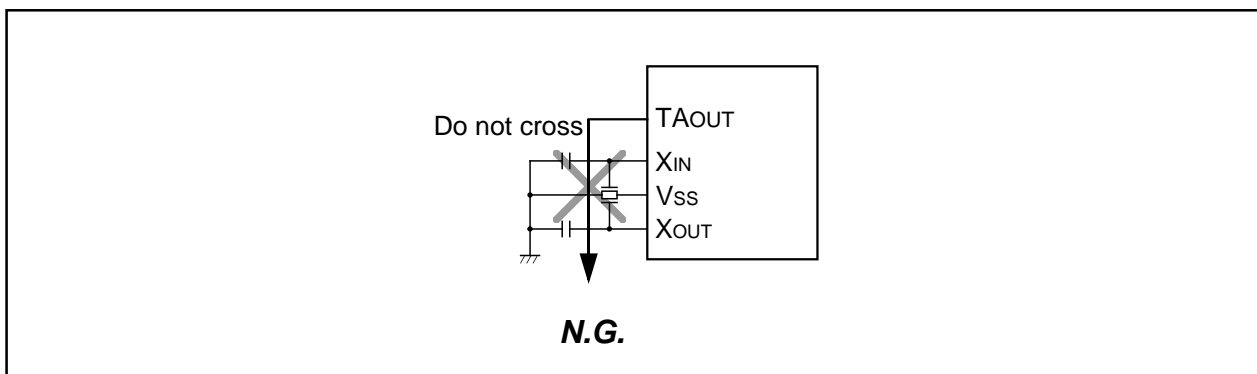 TAOUT
Do not cross
XIN
VSS
XOUT
N.G.